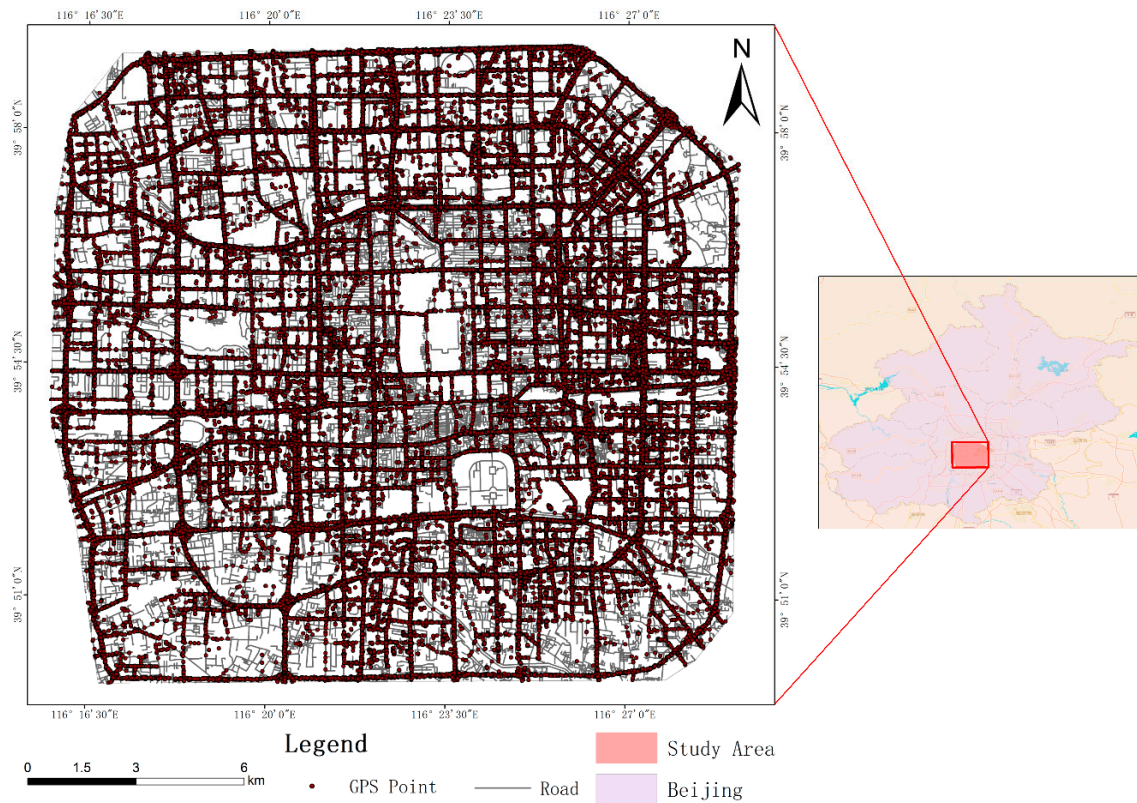 116° 16′30″E
116° 20′0″E
116° 23′30″E
116° 27′0″E
N
39° 58′0″N
39° 58′0″N
39° 54′30″N
39° 54′30″N
39° 51′0″N
39° 51′0″N
116° 16′30″E
116° 20′0″E
116° 23′30″E
116° 27′0″E
Legend
0 1.5 3 6
km
GPS Point
Road
Study Area
Beijing